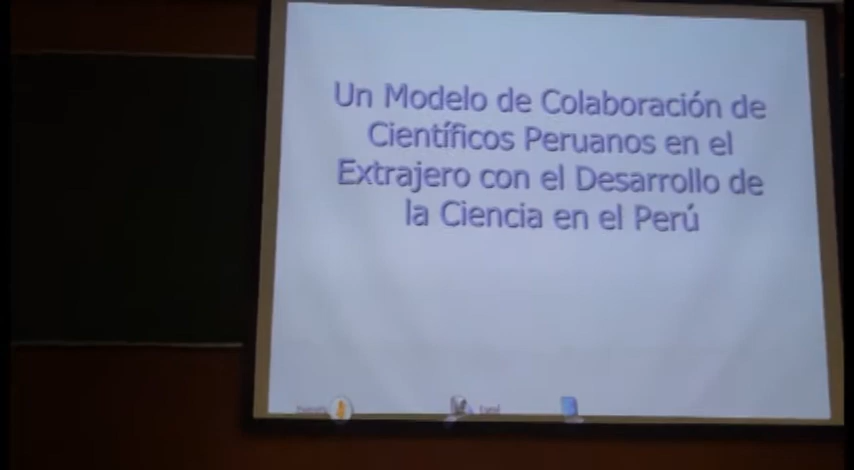 Un Modelo de Colaboración de
Científicos Peruanos en el
Extrajero con el Desarrollo de
la Ciencia en el Perú